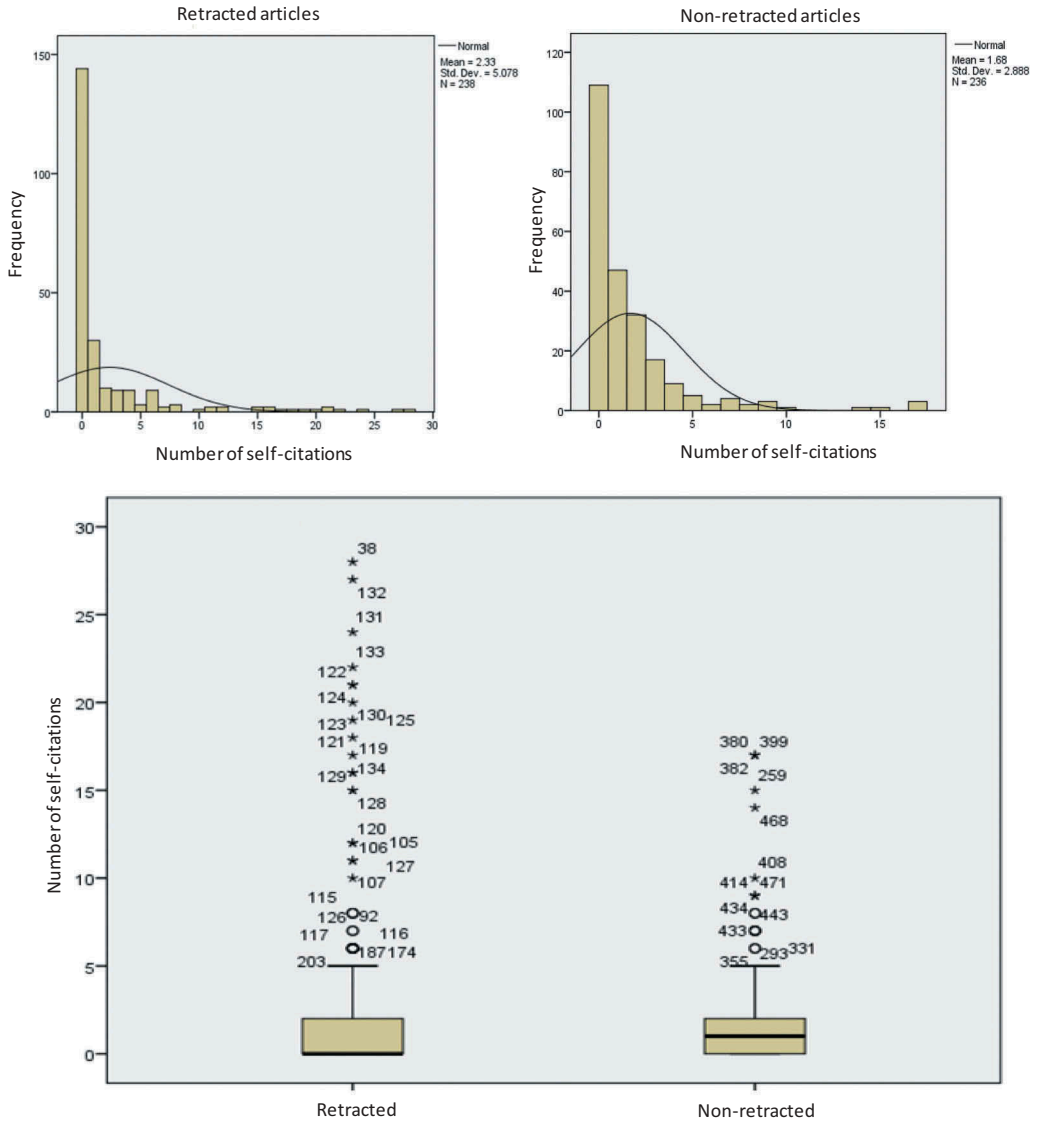 Retracted articles
Normal
Mean = 2.33
Std. Dev. = 5.078
N = 238
150
100
50
0
Frequency
0 5 10 15 20 25 30
Number of self-citations
Non-retracted articles
Normal
Mean = 1.68
Std. Dev. = 2.888
N = 236
120
100
80
60
40
20
0
Frequency
0 5 10 15
Number of self-citations
30
25
20
15
10
5
0
Number of self-citations
38
132
131
133
122
124
130 125
123
121
119
134
129
128
120
106 105
127
107
115
126 92
117 116
187 174
203
380 399
382 259
468
408
414 471
434 443
433
293 331
355
Retracted
Non-retracted